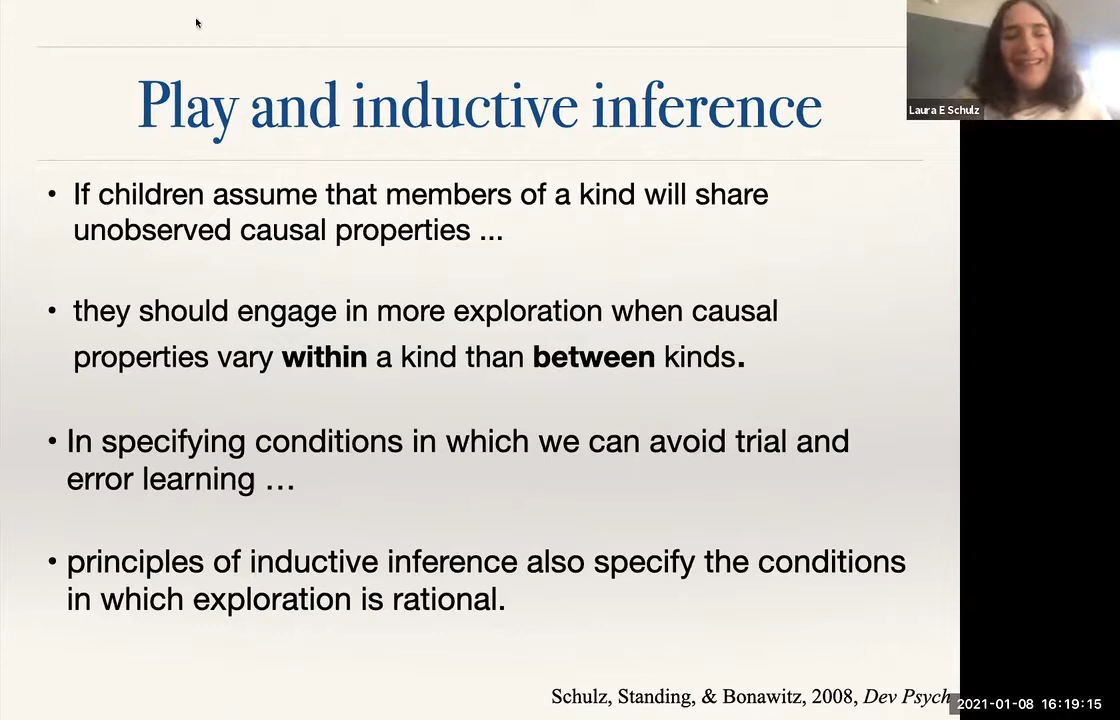 Play and inductive inference
Laura E Schulz
• If children assume that members of a kind will share
unobserved causal properties ...
• they should engage in more exploration when causal
properties vary within a kind than between kinds.
• In specifying conditions in which we can avoid trial and
error learning …
• principles of inductive inference also specify the conditions
in which exploration is rational.
Schulz, Standing, & Bonawitz, 2008, Dev Psych
2021-01-08 16:19:15